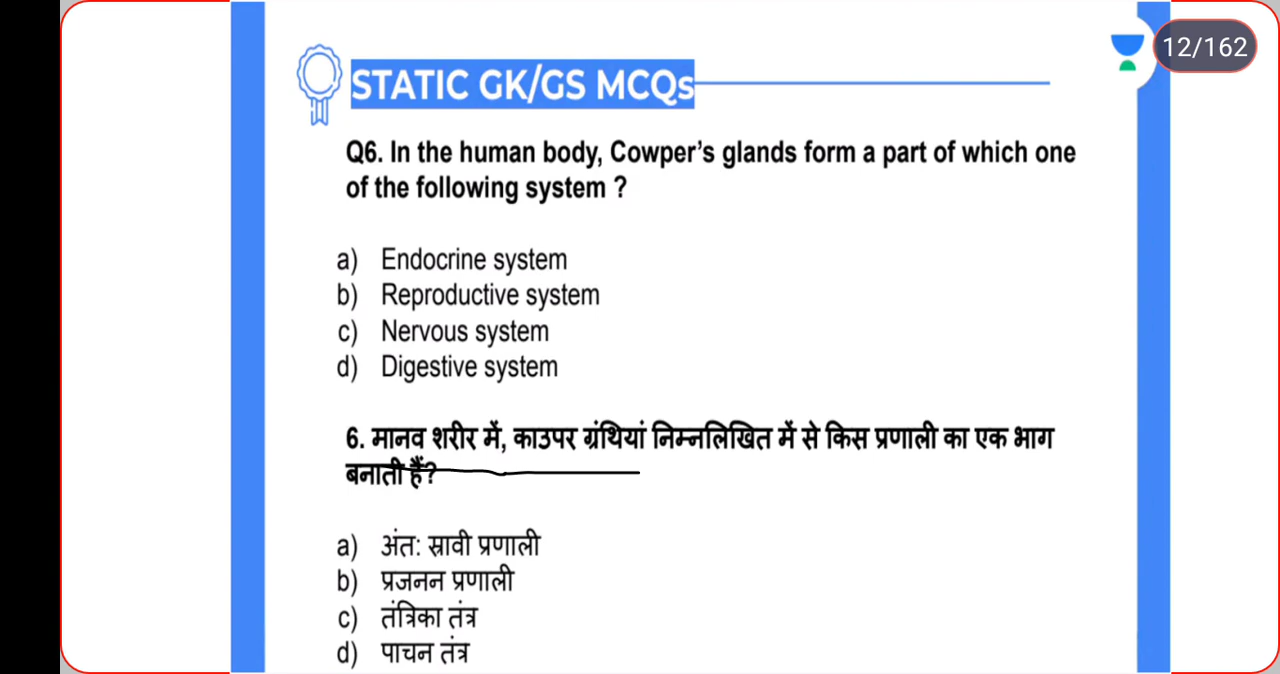 12/162
STATIC GK/GS MCQs
Q6. In the human body, Cowper’s glands form a part of which one
of the following system ?
a) Endocrine system
b) Reproductive system
c) Nervous system
d) Digestive system
6. मानव शरीर में, काउपर ग्रंथियां निम्नलिखित में से किस प्रणाली का एक भाग
बनाती हैं?
a) अंत: स्रावी प्रणाली
b) प्रजनन प्रणाली
c) तंत्रिका तंत्र
d) पाचन तंत्र